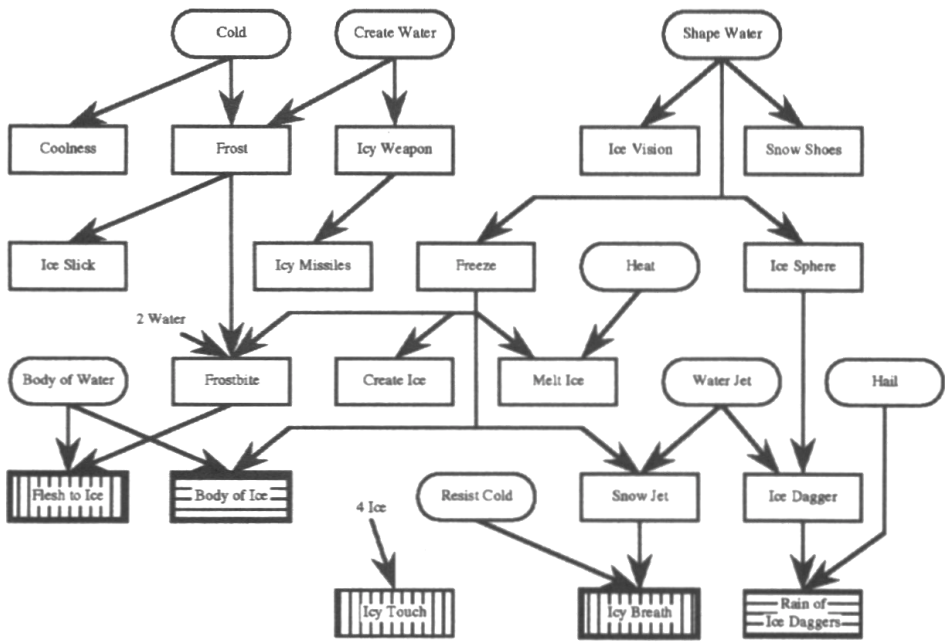 Cold
Create Water
Shape Water
Coolness
Frost
Icy Weapon
Ice Vision
Snow Shoes
Ice Slick
Icy Missiles
Freeze
Heat
Ice Sphere
2 Water
Body of Water
Frostbite
Create Ice
Melt Ice
Water Jet
Hail
Flesh to Ice
Body of Ice
Resist Cold
Snow Jet
Ice Dagger
4 Ice
Icy Touch
Icy Breath
Rain of
Ice Daggers